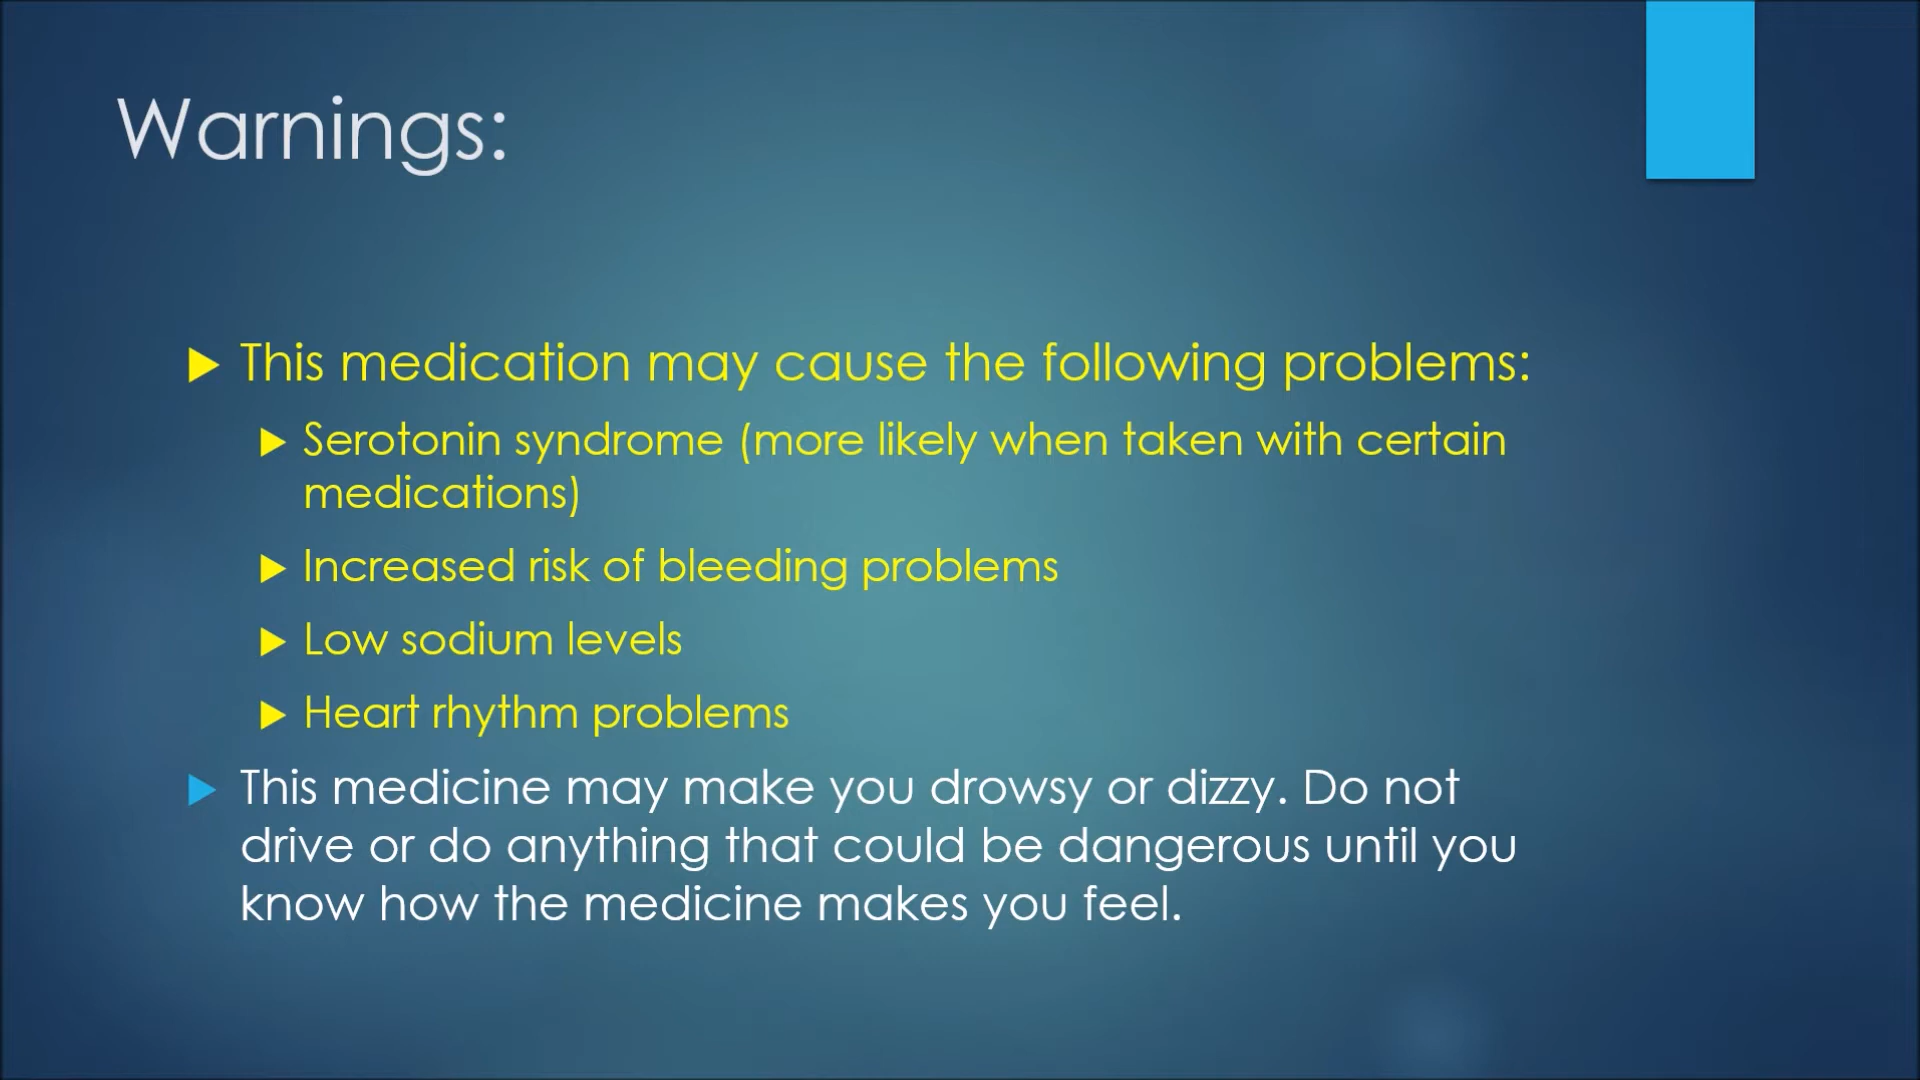 Warnings:
This medication may cause the following problems:
Serotonin syndrome (more likely when taken with certain
medications)
Increased risk of bleeding problems
Low sodium levels
Heart rhythm problems
This medicine may make you drowsy or dizzy. Do not
drive or do anything that could be dangerous until you
know how the medicine makes you feel.